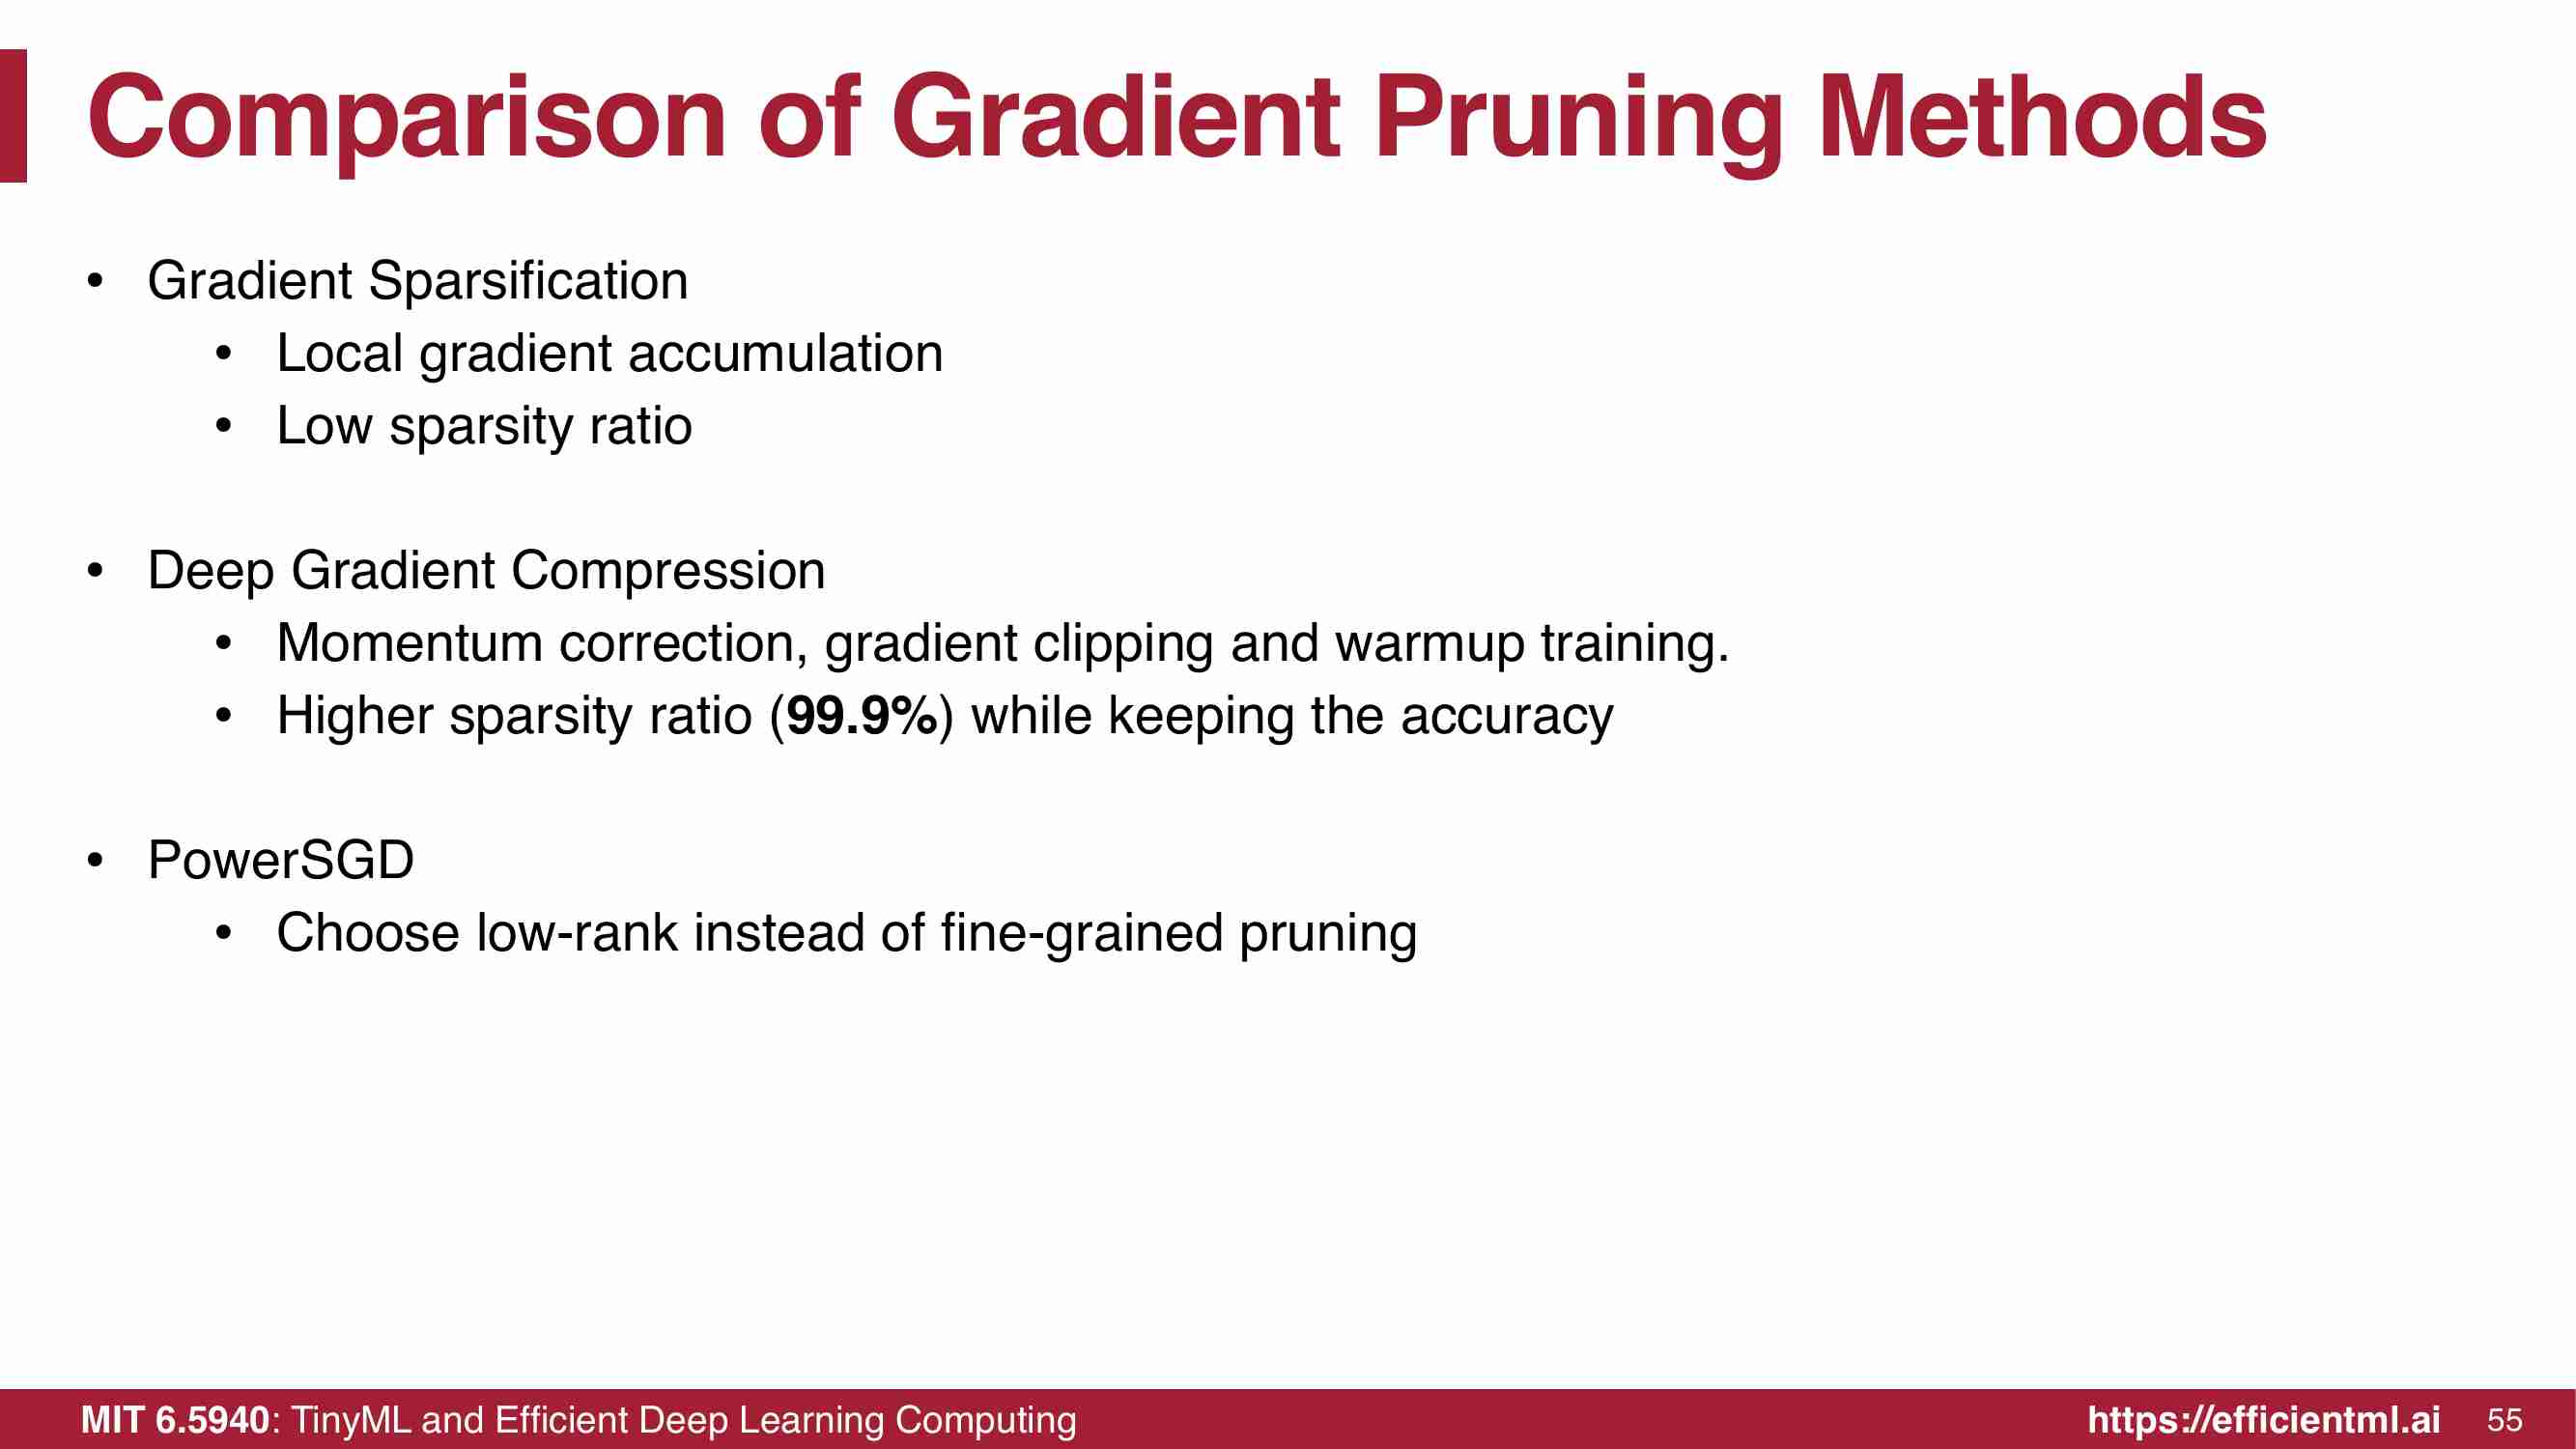 Comparison of Gradient Pruning Methods
• Gradient Sparsification
• Local gradient accumulation
• Low sparsity ratio
• Deep Gradient Compression
• Momentum correction, gradient clipping and warmup training.
• Higher sparsity ratio (99.9%) while keeping the accuracy
• PowerSGD
• Choose low-rank instead of fine-grained pruning
MIT 6.5940: TinyML and Efficient Deep Learning Computing
https://efficientml.ai 55